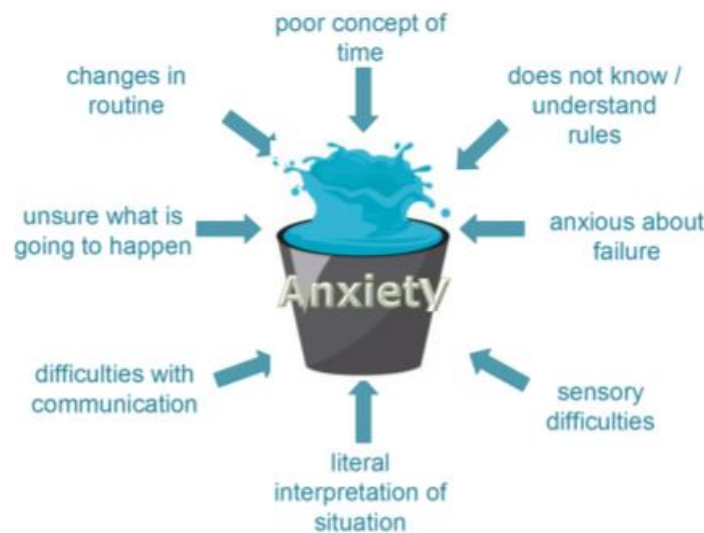 poor concept of
time
changes in
routine
does not know /
understand
rules
unsure what is
going to happen
anxious about
failure
Anxiety
difficulties with
communication
sensory
difficulties
literal
interpretation of
situation